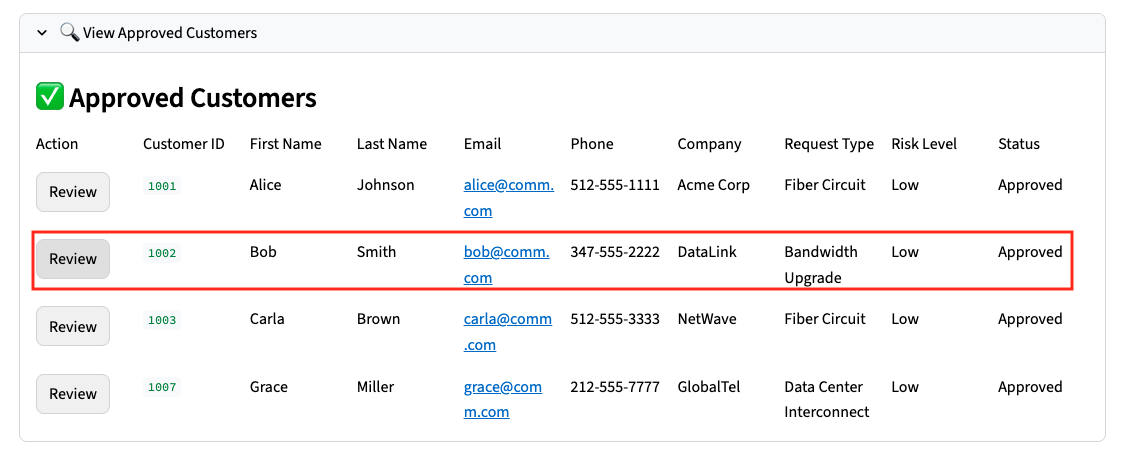 View Approved Customers
Approved Customers
Action Customer ID First Name Last Name Email Phone Company Request Type Risk Level Status
Review 1001 Alice Johnson alice@comm. 512-555-1111 Acme Corp Fiber Circuit Low Approved
com
Review 1002 Bob Smith bob@comm. 347-555-2222 DataLink Bandwidth Low Approved
com Upgrade
Review 1003 Carla Brown carla@comm 512-555-3333 NetWave Fiber Circuit Low Approved
.com
Review 1007 Grace Miller grace@com 212-555-7777 GlobalTel Data Center Low Approved
m.com Interconnect